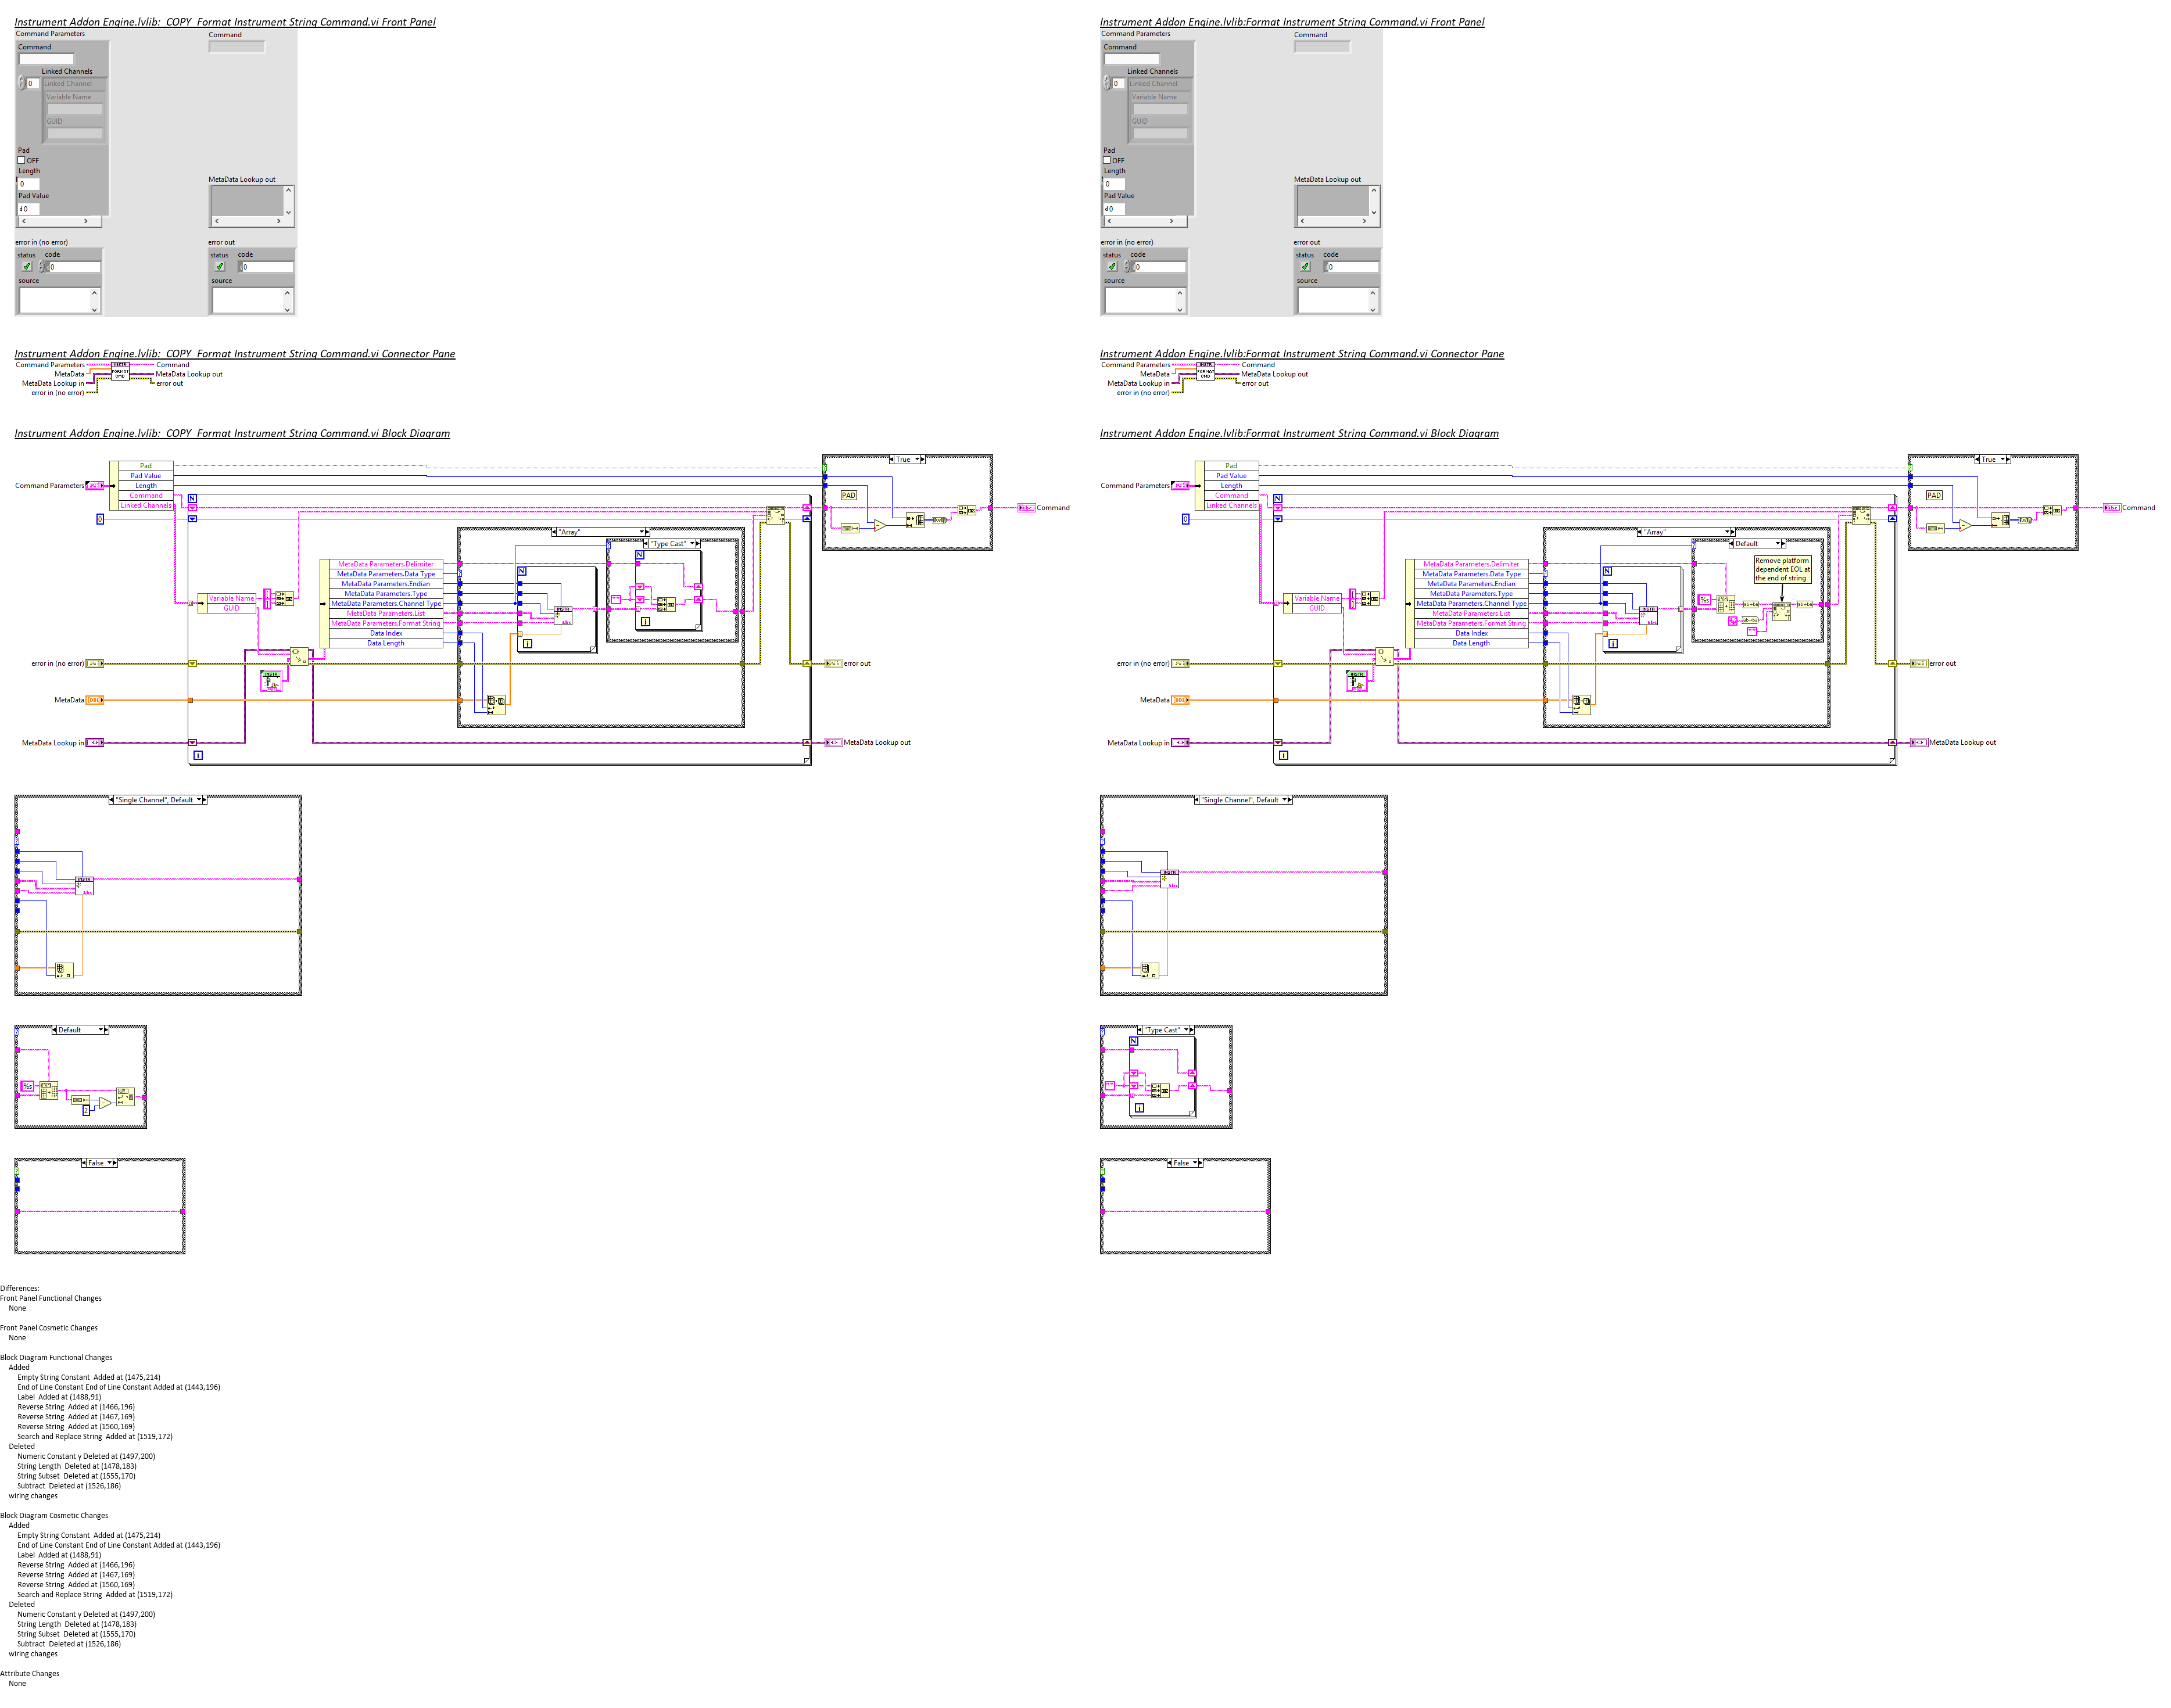 Instrument Addon Engine.lvlib:_COPY_Format Instrument String Command.vi Front Panel
Command Parameters
Command
Command
Linked Channels
0
Linked Channel
Variable Name
GUID
Pad
OFF
Length
0
MetaData Lookup out
Pad Value
error in (no error)
error out
status code
0
status code
0
source
source
Instrument Addon Engine.lvlib:_COPY_Format Instrument String Command.vi Connector Pane
Command Parameters
Command
MetaData
MetaData Lookup out
MetaData Lookup in
error out
error in (no error)
INSTR
FORMAT
CMD
Instrument Addon Engine.lvlib:_COPY_Format Instrument String Command.vi Block Diagram
Pad
Pad Value
Command Parameters
Length
Command
Linked Channels
True
PAD
Command
N
0
"Array"
"Type Cast"
N
MetaData Parameters.Delimiter
MetaData Parameters.Data Type
MetaData Parameters.Endian
MetaData Parameters.Type
MetaData Parameters.Channel Type
MetaData Parameters.List
MetaData Parameters.Format String
Data Index
Data Length
N
Variable Name
GUID
i
i
error in (no error)
error out
INSTR
MetaData
MetaData Lookup in
MetaData Lookup out
i
"Single Channel", Default
INSTR
abc
Default
%s
2
False
Instrument Addon Engine.lvlib:Format Instrument String Command.vi Front Panel
Command Parameters
Command
Command
Linked Channels
0
Linked Channel
Variable Name
GUID
Pad
OFF
Length
0
MetaData Lookup out
Pad Value
error in (no error)
error out
status code
0
status code
0
source
source
Instrument Addon Engine.lvlib:Format Instrument String Command.vi Connector Pane
Command Parameters
Command
MetaData
MetaData Lookup out
MetaData Lookup in
error out
error in (no error)
INSTR
FORMAT
CMD
Instrument Addon Engine.lvlib:Format Instrument String Command.vi Block Diagram
Pad
Pad Value
Command Parameters
Length
Command
Linked Channels
True
PAD
Command
N
0
"Array"
Default
Remove platform
dependent EOL at
the end of string
%s
MetaData Parameters.Delimiter
MetaData Parameters.Data Type
MetaData Parameters.Endian
MetaData Parameters.Type
MetaData Parameters.Channel Type
MetaData Parameters.List
MetaData Parameters.Format String
Data Index
Data Length
N
Variable Name
GUID
i
error in (no error)
error out
INSTR
MetaData
MetaData Lookup in
MetaData Lookup out
i
"Single Channel", Default
INSTR
abc
"Type Cast"
N
i
False
Differences:
Front Panel Functional Changes
None
Front Panel Cosmetic Changes
None
Block Diagram Functional Changes
Added
Empty String Constant  Added at (1475,214)
End of Line Constant End of Line Constant Added at (1443,196)
Label  Added at (1488,91)
Reverse String  Added at (1466,196)
Reverse String  Added at (1467,169)
Reverse String  Added at (1560,169)
Search and Replace String  Added at (1519,172)
Deleted
Numeric Constant y Deleted at (1497,200)
String Length  Deleted at (1478,183)
String Subset  Deleted at (1555,170)
Subtract  Deleted at (1526,186)
wiring changes
Block Diagram Cosmetic Changes
Added
Empty String Constant  Added at (1475,214)
End of Line Constant End of Line Constant Added at (1443,196)
Label  Added at (1488,91)
Reverse String  Added at (1466,196)
Reverse String  Added at (1467,169)
Reverse String  Added at (1560,169)
Search and Replace String  Added at (1519,172)
Deleted
Numeric Constant y Deleted at (1497,200)
String Length  Deleted at (1478,183)
String Subset  Deleted at (1555,170)
Subtract  Deleted at (1526,186)
wiring changes
Attribute Changes
None